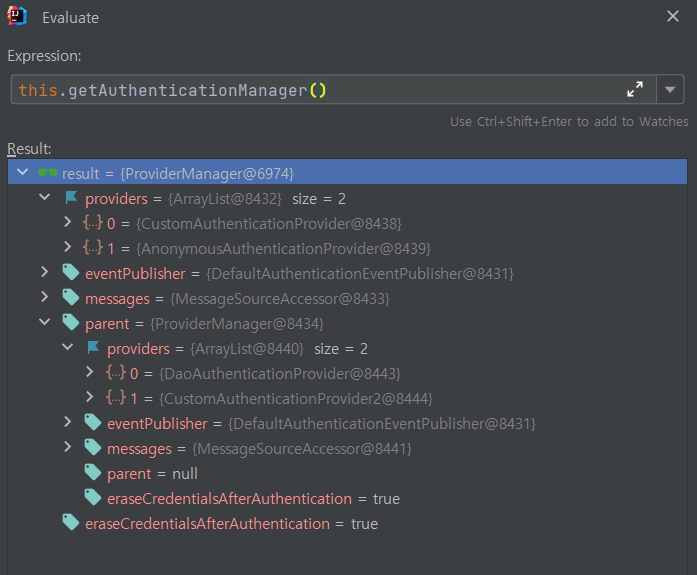 Evaluate
Expression:
this.getAuthenticationManager()
Use Ctrl+Shift+Enter to add to Watches
Result:
result = {ProviderManager@6974}
providers = {ArrayList@8432} size = 2
{...} 0 = {CustomAuthenticationProvider@8438}
{...} 1 = {AnonymousAuthenticationProvider@8439}
eventPublisher = {DefaultAuthenticationEventPublisher@8431}
messages = {MessageSourceAccessor@8433}
parent = {ProviderManager@8434}
providers = {ArrayList@8440} size = 2
{...} 0 = {DaoAuthenticationProvider@8443}
{...} 1 = {CustomAuthenticationProvider2@8444}
eventPublisher = {DefaultAuthenticationEventPublisher@8431}
messages = {MessageSourceAccessor@8441}
parent = null
eraseCredentialsAfterAuthentication = true
eraseCredentialsAfterAuthentication = true